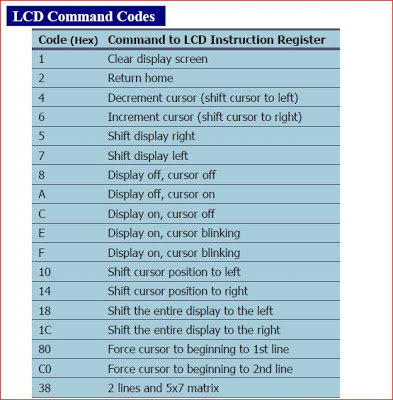 LCD Command Codes
Code (Hex) Command to LCD Instruction Register
1 Clear display screen
2 Return home
4 Decrement cursor (shift cursor to left)
6 Increment cursor (shift cursor to right)
5 Shift display right
7 Shift display left
8 Display off, cursor off
A Display off, cursor on
C Display on, cursor off
E Display on, cursor blinking
F Display on, cursor blinking
10 Shift cursor position to left
14 Shift cursor position to right
18 Shift the entire display to the left
1C Shift the entire display to the right
80 Force cursor to beginning to 1st line
C0 Force cursor to beginning to 2nd line
38 2 lines and 5x7 matrix